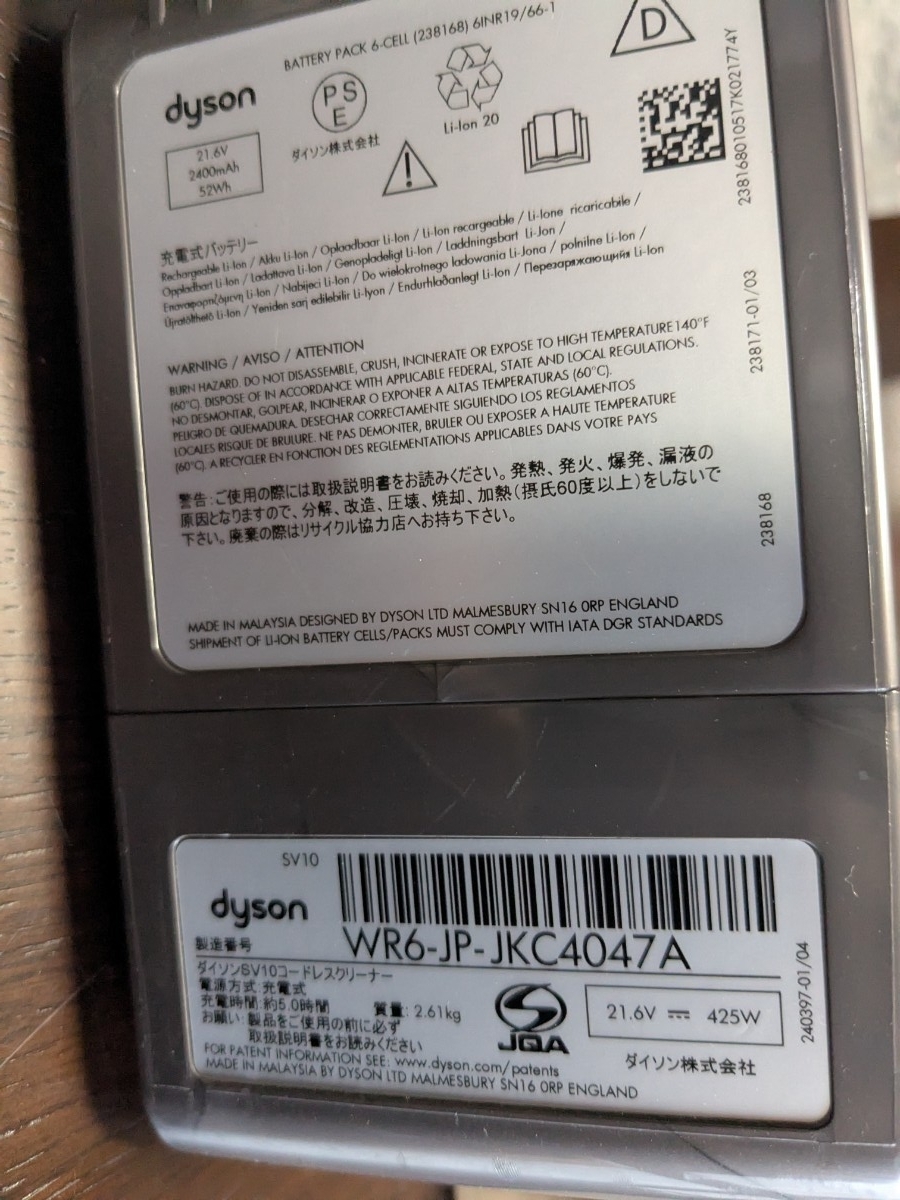 BATTERY PACK 6-CELL (238168) 6INR19/66-1
D
dyson
PS
E
ダイソン株式会社
Li-Ion 20
21.6V
2400mAh
52Wh
238168010517K021774Y
充電式バッテリー
Rechargeable Li-Ion / Akku Li-Ion / Oplaadbaar Li-Ion / Li-Ion recargeable / Li-Ione ricaricabile /
Oppladbart Li-Ion / Ladattava Li-Ion / Genopladeligt Li-Ion / Laddningsbart Li-Jon /
Επαναφορτιζόμενη Li-Ion / Nabíjecí Li-Ion / Do wielokrotnego ładowania Li-Jona / polnilne Li-Ion /
Újratölthető Li-Ion / Yeniden şarj edilebilir Li-Iyon / Endurhlaðanlegt Li-Ion / Перезаряжающийся Li-Ion
238171-01/03
WARNING / AVISO / ATTENTION
BURN HAZARD. DO NOT DISASSEMBLE, CRUSH, INCINERATE OR EXPOSE TO HIGH TEMPERATURE 140°F
(60°C). DISPOSE OF IN ACCORDANCE WITH APPLICABLE FEDERAL, STATE AND LOCAL REGULATIONS.
NO DESMONTAR, GOLPEAR, INCINERAR O EXPONER A ALTAS TEMPERATURAS (60°C).
PELIGRO DE QUEMADURA. DESECHAR CORRECTAMENTE SIGUIENDO LOS REGLAMENTOS
LOCALES RISQUE DE BRULURE. NE PAS DEMONTER, BRULER OU EXPOSER A HAUTE TEMPERATURE
(60°C). A RECYCLER EN FONCTION DES REGLEMENTATIONS APPLICABLES DANS VOTRE PAYS
警告:ご使用の際には取扱説明書をお読みください。発熱、発火、爆発、漏液の
原因となりますので、分解、改造、圧壊、焼却、加熱(摂氏60度以上)をしないで
下さい。廃棄の際はリサイクル協力店へお持ち下さい。
238168
MADE IN MALAYSIA DESIGNED BY DYSON LTD MALMESBURY SN16 0RP ENGLAND
SHIPMENT OF LI-ION BATTERY CELLS/PACKS MUST COMPLY WITH IATA DGR STANDARDS
SV10
dyson
製造番号
WR6-JP-JKC4047A
ダイソンSV10コードレスクリーナー
電源方式:充電式
充電時間:約5.0時間 質量: 2.61kg
お願い:製品をご使用の前に必ず
取扱説明書をお読みください
JQA
21.6V ⎓ 425W
ダイソン株式会社
FOR PATENT INFORMATION SEE: www.dyson.com/patents
MADE IN MALAYSIA BY DYSON LTD MALMESBURY SN16 0RP ENGLAND
240397-01/04